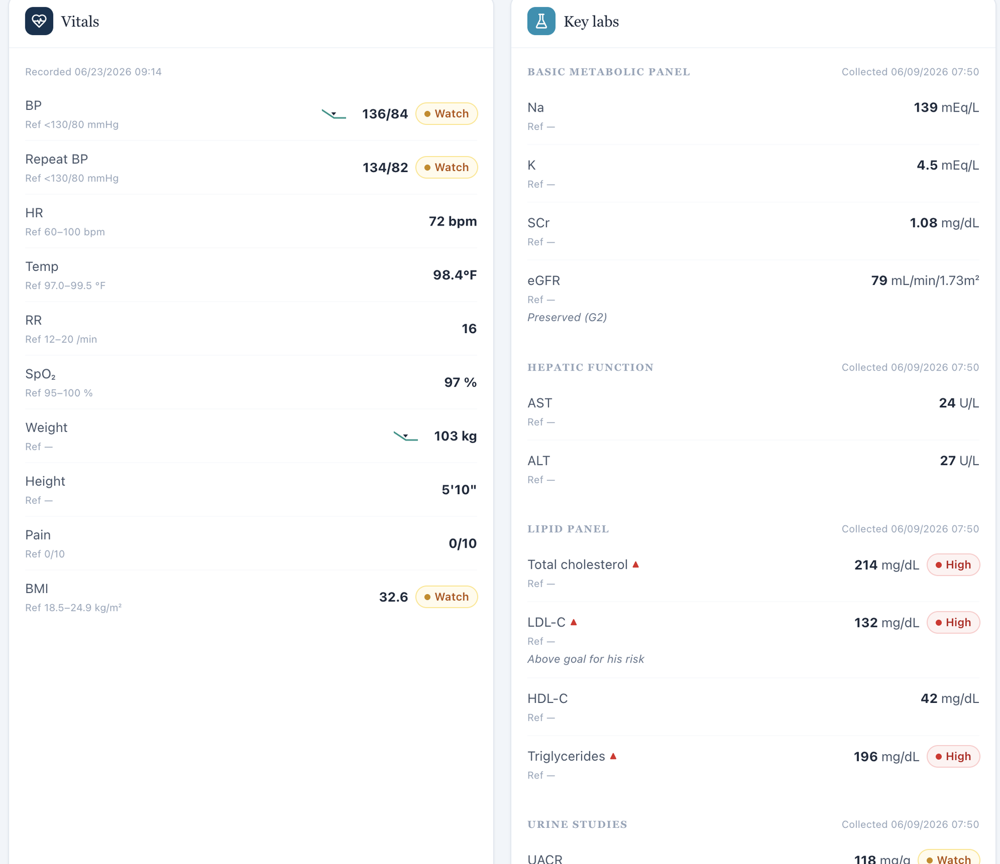 Vitals
Recorded 06/23/2026 09:14
BP
Ref <130/80 mmHg
136/84 Watch
Repeat BP
Ref <130/80 mmHg
134/82 Watch
HR
Ref 60–100 bpm
72 bpm
Temp
Ref 97.0–99.5 °F
98.4°F
RR
Ref 12–20 /min
16
SpO₂
Ref 95–100 %
97 %
Weight
Ref —
103 kg
Height
Ref —
5'10"
Pain
Ref 0/10
0/10
BMI
Ref 18.5–24.9 kg/m²
32.6 Watch
Key labs
BASIC METABOLIC PANEL Collected 06/09/2026 07:50
Na 139 mEq/L
Ref —
K 4.5 mEq/L
Ref —
SCr 1.08 mg/dL
Ref —
eGFR 79 mL/min/1.73m²
Ref —
Preserved (G2)
HEPATIC FUNCTION Collected 06/09/2026 07:50
AST 24 U/L
Ref —
ALT 27 U/L
Ref —
LIPID PANEL Collected 06/09/2026 07:50
Total cholesterol ▲ 214 mg/dL High
Ref —
LDL-C ▲ 132 mg/dL High
Ref —
Above goal for his risk
HDL-C 42 mg/dL
Ref —
Triglycerides ▲ 196 mg/dL High
Ref —
URINE STUDIES Collected 06/09/2026 07:50
UACR 118 mg/g Watch